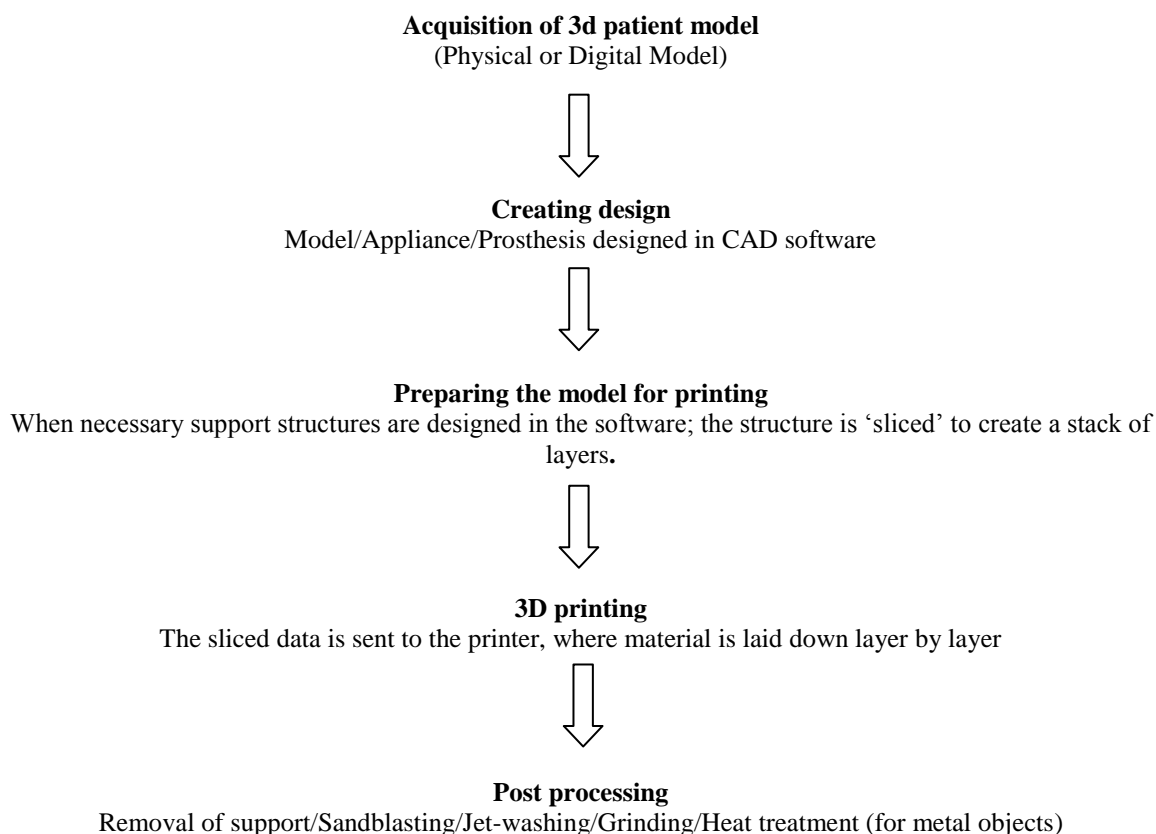 Acquisition of 3d patient model
(Physical or Digital Model)
Creating design
Model/Appliance/Prosthesis designed in CAD software
Preparing the model for printing
When necessary support structures are designed in the software; the structure is ‘sliced’ to create a stack of
layers.
3D printing
The sliced data is sent to the printer, where material is laid down layer by layer
Post processing
Removal of support/Sandblasting/Jet-washing/Grinding/Heat treatment (for metal objects)